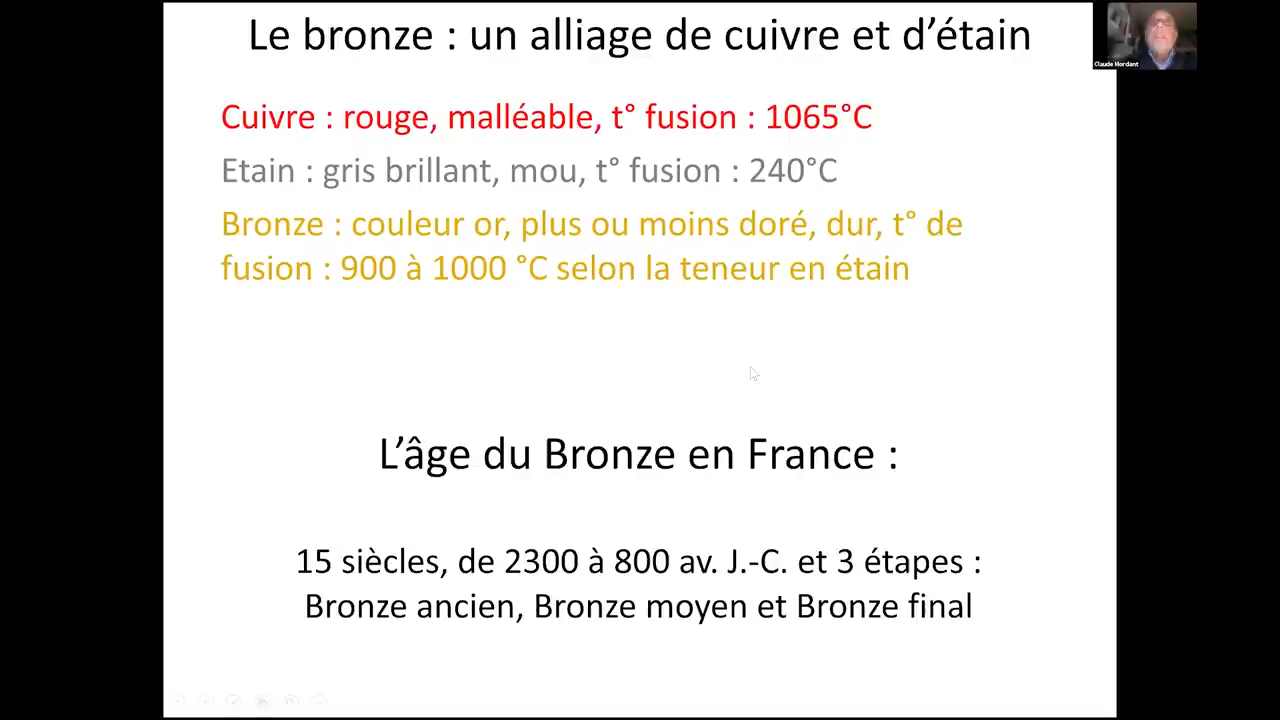 Le bronze : un alliage de cuivre et d’étain
Claude Mordant
Cuivre : rouge, malléable, t° fusion : 1065°C
Etain : gris brillant, mou, t° fusion : 240°C
Bronze : couleur or, plus ou moins doré, dur, t° de
fusion : 900 à 1000 °C selon la teneur en étain
L’âge du Bronze en France :
15 siècles, de 2300 à 800 av. J.-C. et 3 étapes :
Bronze ancien, Bronze moyen et Bronze final